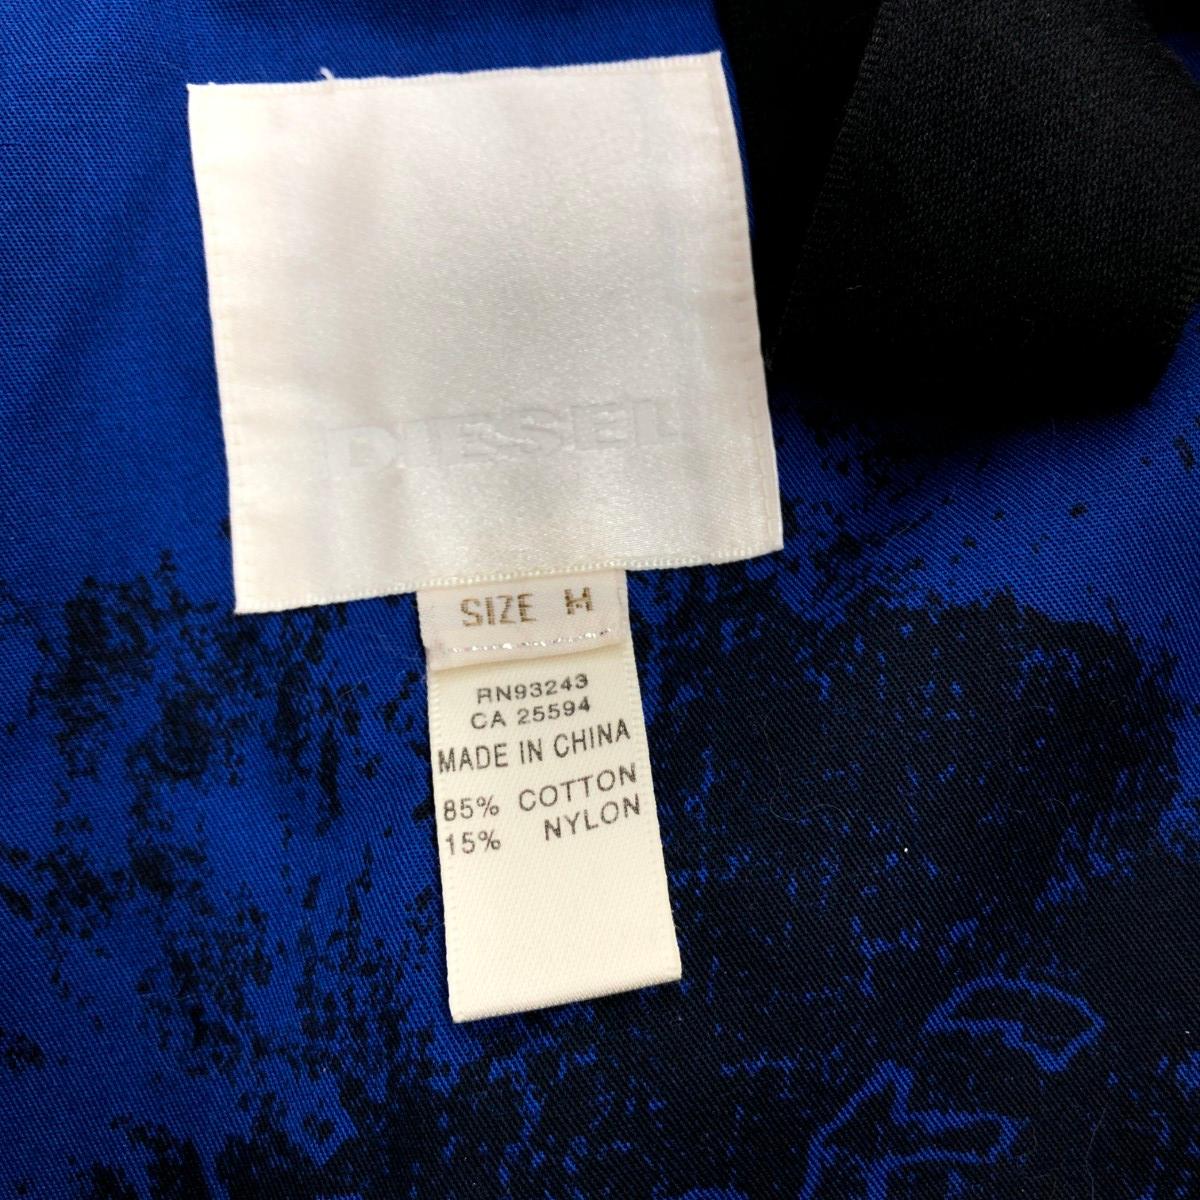 DIESEL
SIZE M
RN93243
CA 25594
MADE IN CHINA
85% COTTON
15% NYLON